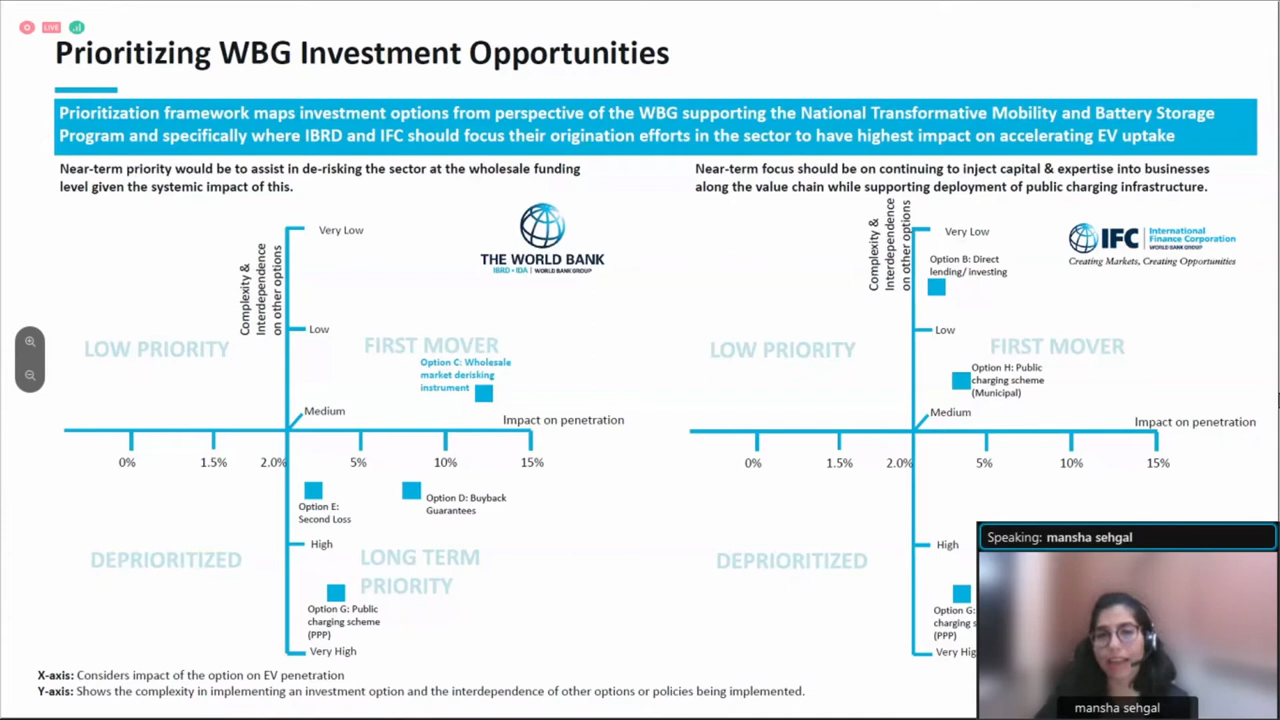 LIVE
Prioritizing WBG Investment Opportunities
Prioritization framework maps investment options from perspective of the WBG supporting the National Transformative Mobility and Battery Storage
Program and specifically where IBRD and IFC should focus their origination efforts in the sector to have highest impact on accelerating EV uptake
Near-term priority would be to assist in de-risking the sector at the wholesale funding
level given the systemic impact of this.
Complexity &
Interdependence
on other options
Very Low
THE WORLD BANK
IBRD • IDA | WORLD BANK GROUP
Low
LOW PRIORITY
FIRST MOVER
Option C: Wholesale
market derisking
instrument
Medium
Impact on penetration
0%
1.5%
2.0%
5%
10%
15%
Option E:
Second Loss
Option D: Buyback
Guarantees
High
DEPRIORITIZED
LONG TERM
PRIORITY
Option G: Public
charging scheme
(PPP)
Very High
Near-term focus should be on continuing to inject capital & expertise into businesses
along the value chain while supporting deployment of public charging infrastructure.
Complexity &
Interdependence
on other options
Very Low
IFC
International
Finance Corporation
WORLD BANK GROUP
Creating Markets, Creating Opportunities
Option B: Direct
lending/ investing
Low
LOW PRIORITY
FIRST MOVER
Option H: Public
charging scheme
(Municipal)
Medium
Impact on penetration
0%
1.5%
2.0%
5%
10%
15%
High
DEPRIORITIZED
Option G:
charging s
(PPP)
Very Hig
X-axis: Considers impact of the option on EV penetration
Y-axis: Shows the complexity in implementing an investment option and the interdependence of other options or policies being implemented.
Speaking: mansha sehgal
mansha sehgal